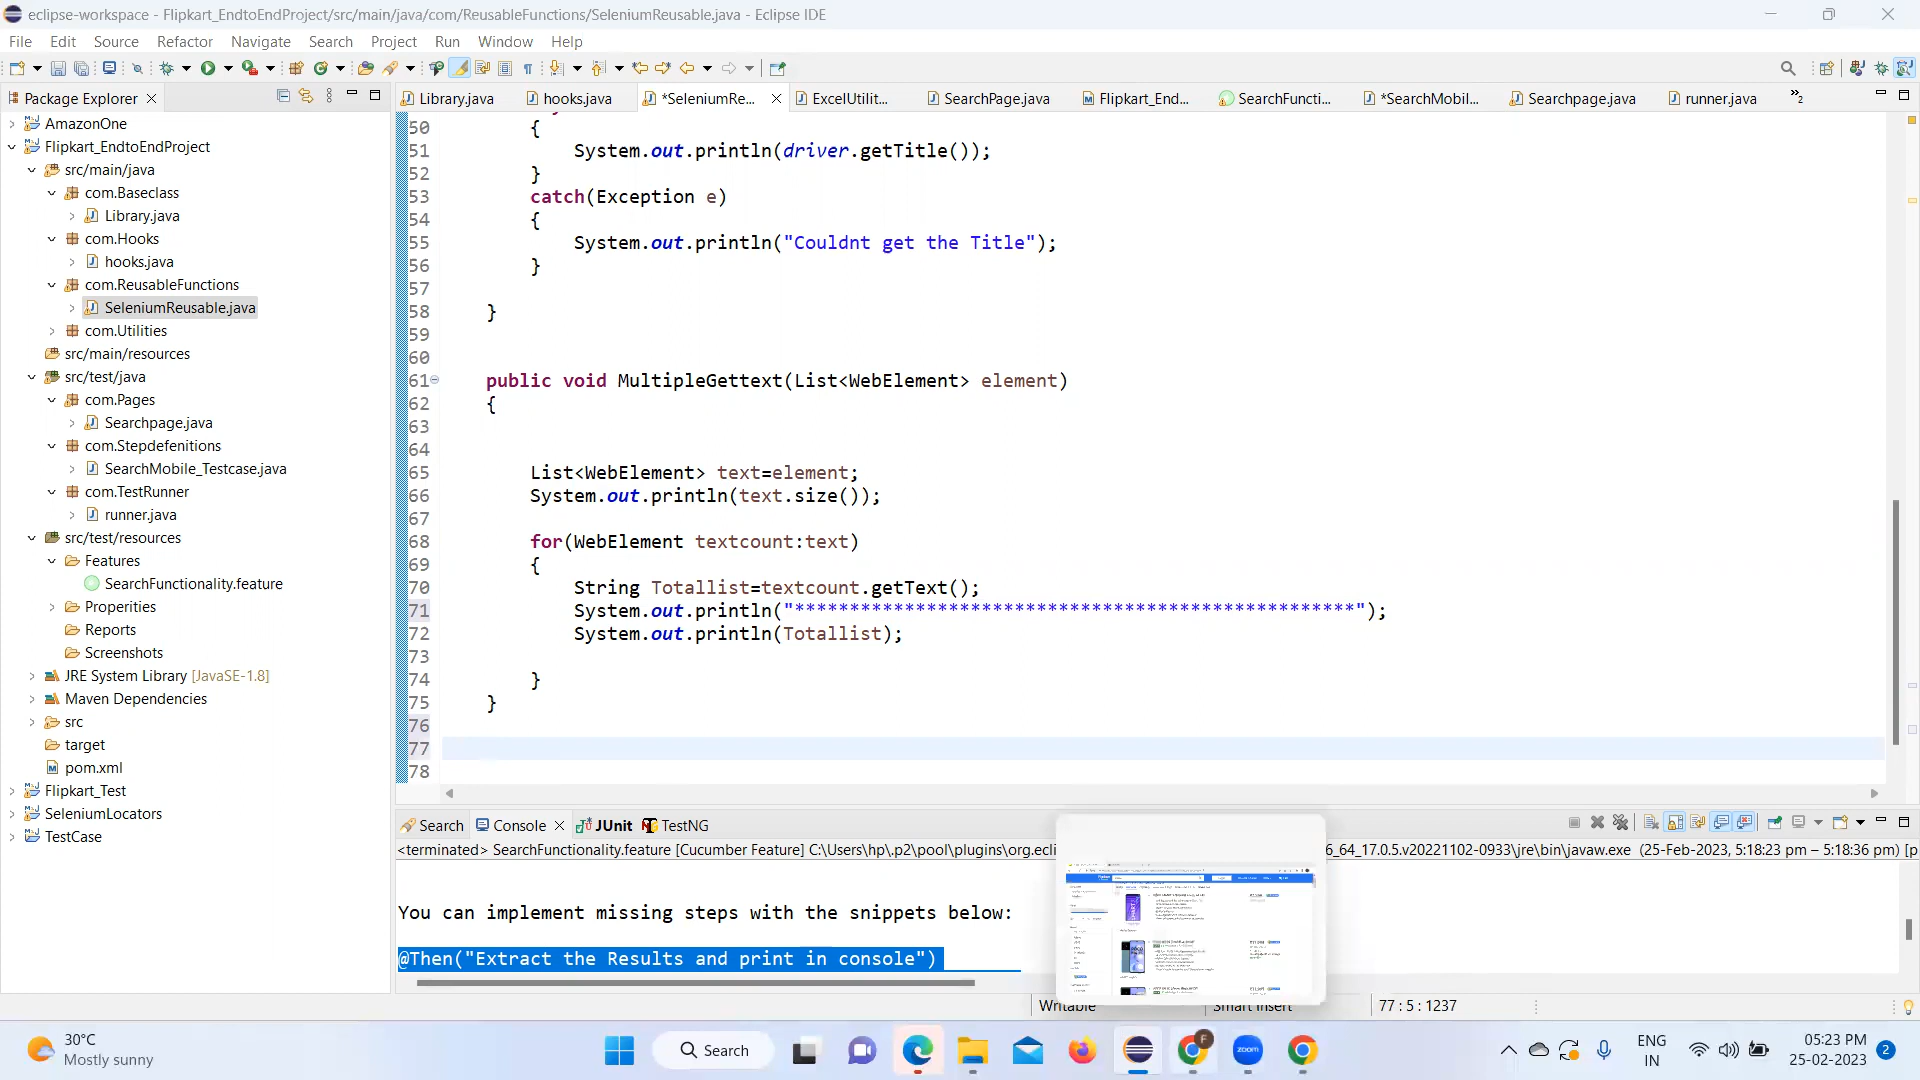 eclipse-workspace - Flipkart_EndtoEndProject/src/main/java/com/ReusableFunctions/SeleniumReusable.java - Eclipse IDE
File Edit Source Refactor Navigate Search Project Run Window Help
Package Explorer
Library.java hooks.java *SeleniumRe... ExcelUtilit... SearchPage.java Flipkart_End... SearchFuncti... *SearchMobil... Searchpage.java runner.java »2
AmazonOne
Flipkart_EndtoEndProject
src/main/java
com.Baseclass
Library.java
com.Hooks
hooks.java
com.ReusableFunctions
SeleniumReusable.java
com.Utilities
src/main/resources
src/test/java
com.Pages
Searchpage.java
com.Stepdefenitions
SearchMobile_Testcase.java
com.TestRunner
runner.java
src/test/resources
Features
SearchFunctionality.feature
Properities
Reports
Screenshots
JRE System Library [JavaSE-1.8]
Maven Dependencies
src
target
pom.xml
Flipkart_Test
SeleniumLocators
TestCase
50 {
51 System.out.println(driver.getTitle());
52 }
53 catch(Exception e)
54 {
55 System.out.println("Couldnt get the Title");
56 }
57
58 }
59
60
61 public void MultipleGettext(List<WebElement> element)
62 {
63
64
65 List<WebElement> text=element;
66 System.out.println(text.size());
67
68 for(WebElement textcount:text)
69 {
70 String Totallist=textcount.getText();
71 System.out.println("***************************************************");
72 System.out.println(Totallist);
73
74 }
75 }
76
77
78
Search Console JUnit TestNG
<terminated> SearchFunctionality.feature [Cucumber Feature] C:\Users\hp\.p2\pool\plugins\org.ecli 6_64_17.0.5.v20221102-0933\jre\bin\javaw.exe (25-Feb-2023, 5:18:23 pm – 5:18:36 pm) [p
You can implement missing steps with the snippets below:
@Then("Extract the Results and print in console")
Writable Smart Insert 77 : 5 : 1237
30°C
Mostly sunny
Search
zoom
ENG
IN
05:23 PM
25-02-2023
2